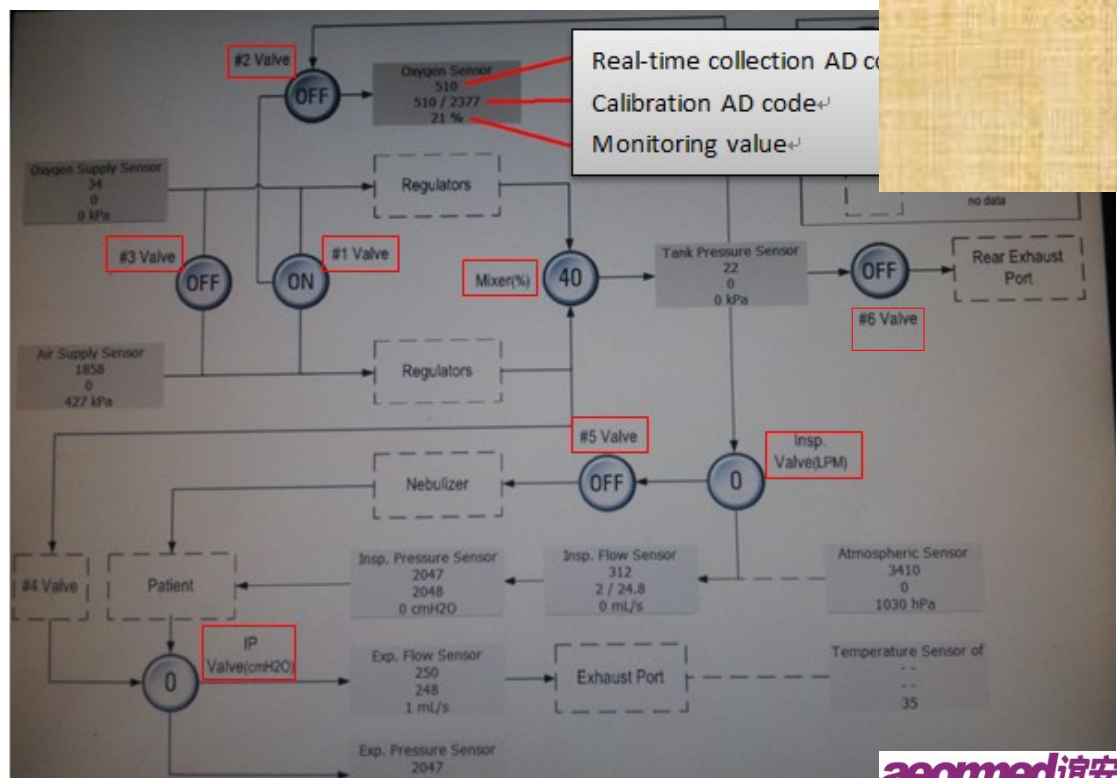 #2 Valve
OFF
Oxygen Sensor
510
510 / 2377
21 %
Real-time collection AD
Calibration AD code
Monitoring value
Oxygen Supply Sensor
34
0
0 kPa
Regulators
no data
#3 Valve
OFF
ON
#1 Valve
Mixer(%)
40
Tank Pressure Sensor
22
0
0 kPa
OFF
#6 Valve
Rear Exhaust
Port
Air Supply Sensor
1858
0
427 kPa
Regulators
#5 Valve
OFF
Insp.
Valve(LPM)
0
Nebulizer
#4 Valve
Patient
Insp. Pressure Sensor
2047
2048
0 cmH2O
Insp. Flow Sensor
312
2 / 24.8
0 mL/s
Atmospheric Sensor
3410
0
1030 hPa
IP
Valve(cmH2O)
0
Exp. Flow Sensor
250
248
1 mL/s
Exhaust Port
Temperature Sensor of
- -
- -
35
Exp. Pressure Sensor
2047
aeonmed谊安